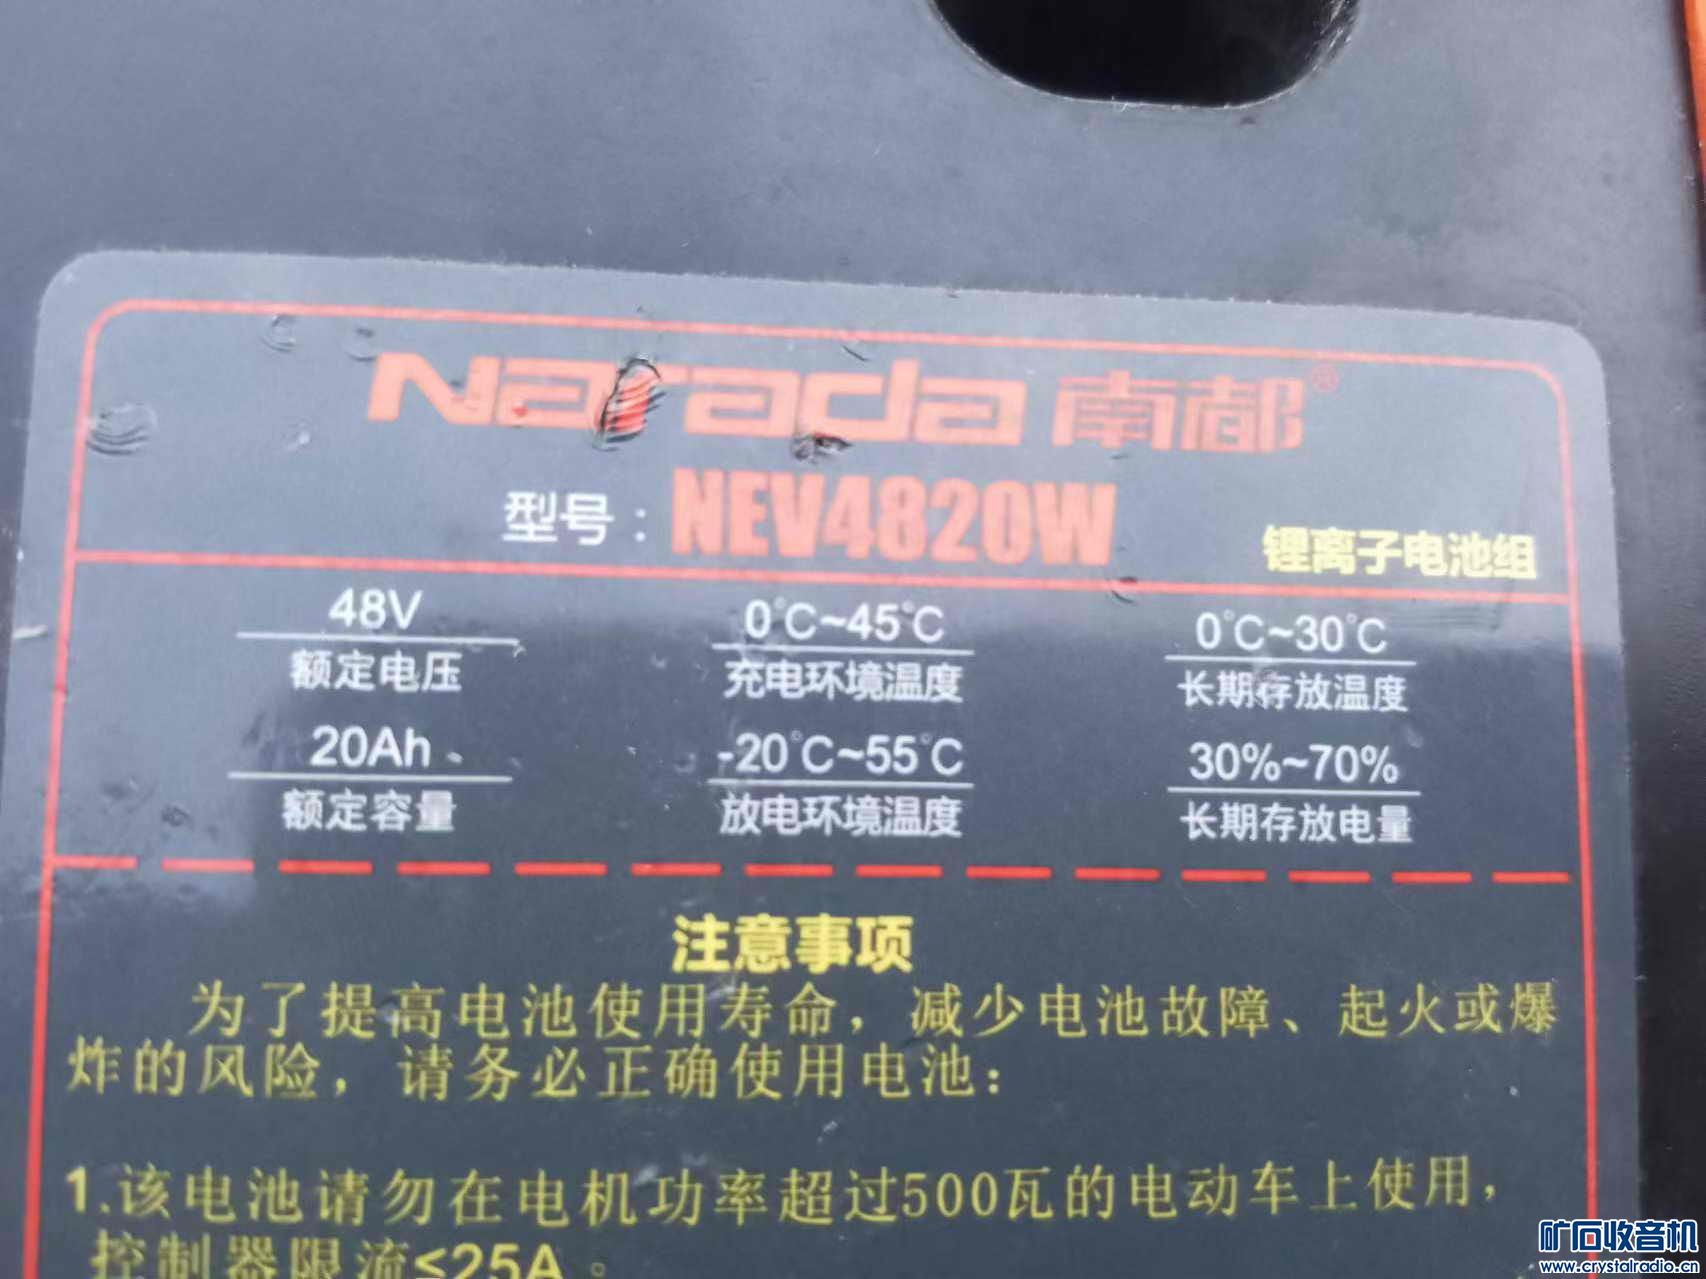 Narada 南都®
型号：NEV4820W
锂离子电池组
48V 0℃~45℃ 0℃~30℃
额定电压 充电环境温度 长期存放温度
20Ah -20℃~55℃ 30%~70%
额定容量 放电环境温度 长期存放电量
注意事项
为了提高电池使用寿命，减少电池故障、起火或爆
炸的风险，请务必正确使用电池：
1.该电池请勿在电机功率超过500瓦的电动车上使用，
控制器限流≤25A。
矿石收音机
www.crystalradio.cn